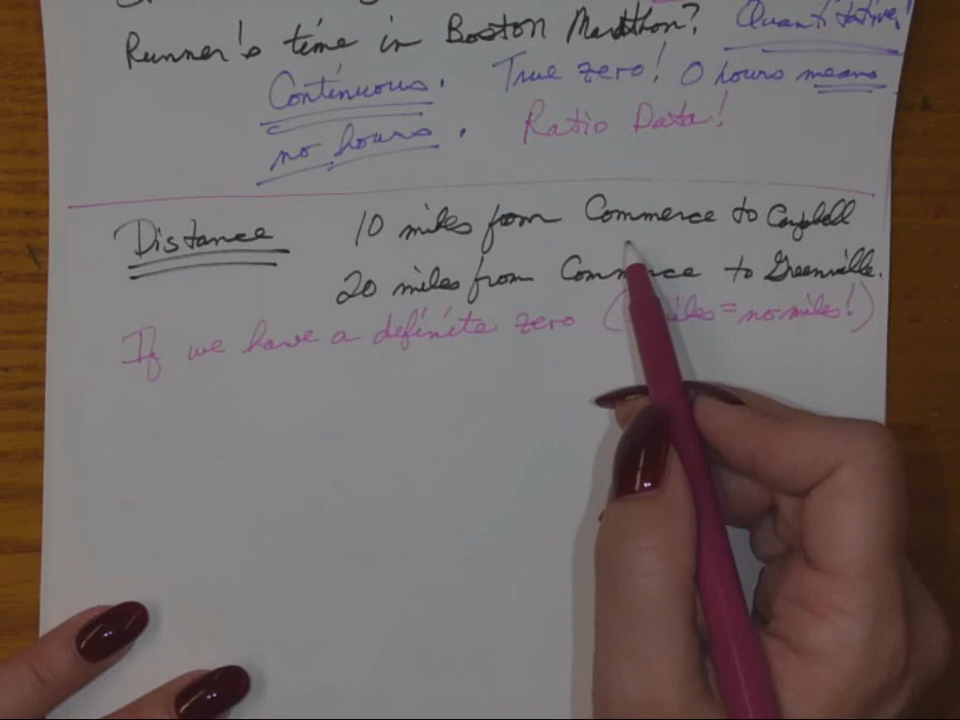 Runner's time in Boston Marathon? Quantitative!
Continuous. True zero! 0 hours means
no hours. Ratio Data!
Distance 10 miles from Commerce to Campbell
20 miles from Commerce to Greenville.
If we have a definite zero ( miles = no miles!)